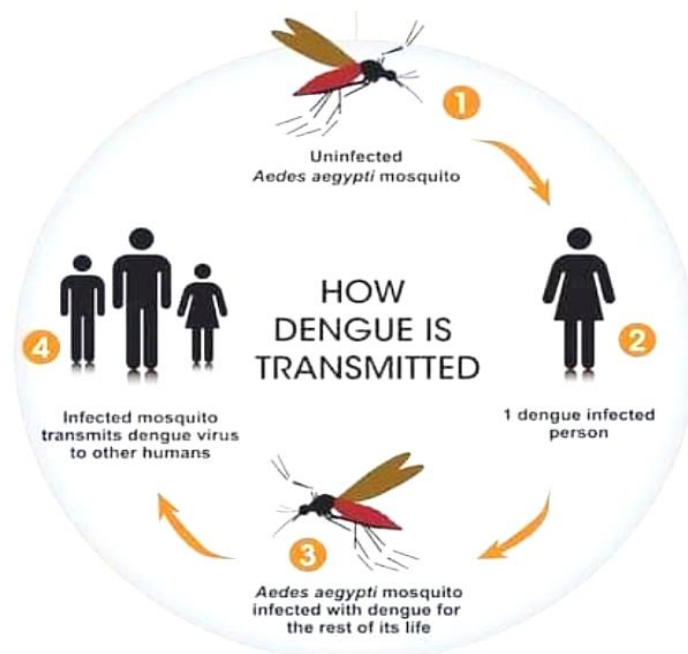 1
Uninfected
Aedes aegypti mosquito
HOW
DENGUE IS
TRANSMITTED
2
1 dengue infected
person
3
Aedes aegypti mosquito
infected with dengue for
the rest of its life
4
Infected mosquito
transmits dengue virus
to other humans